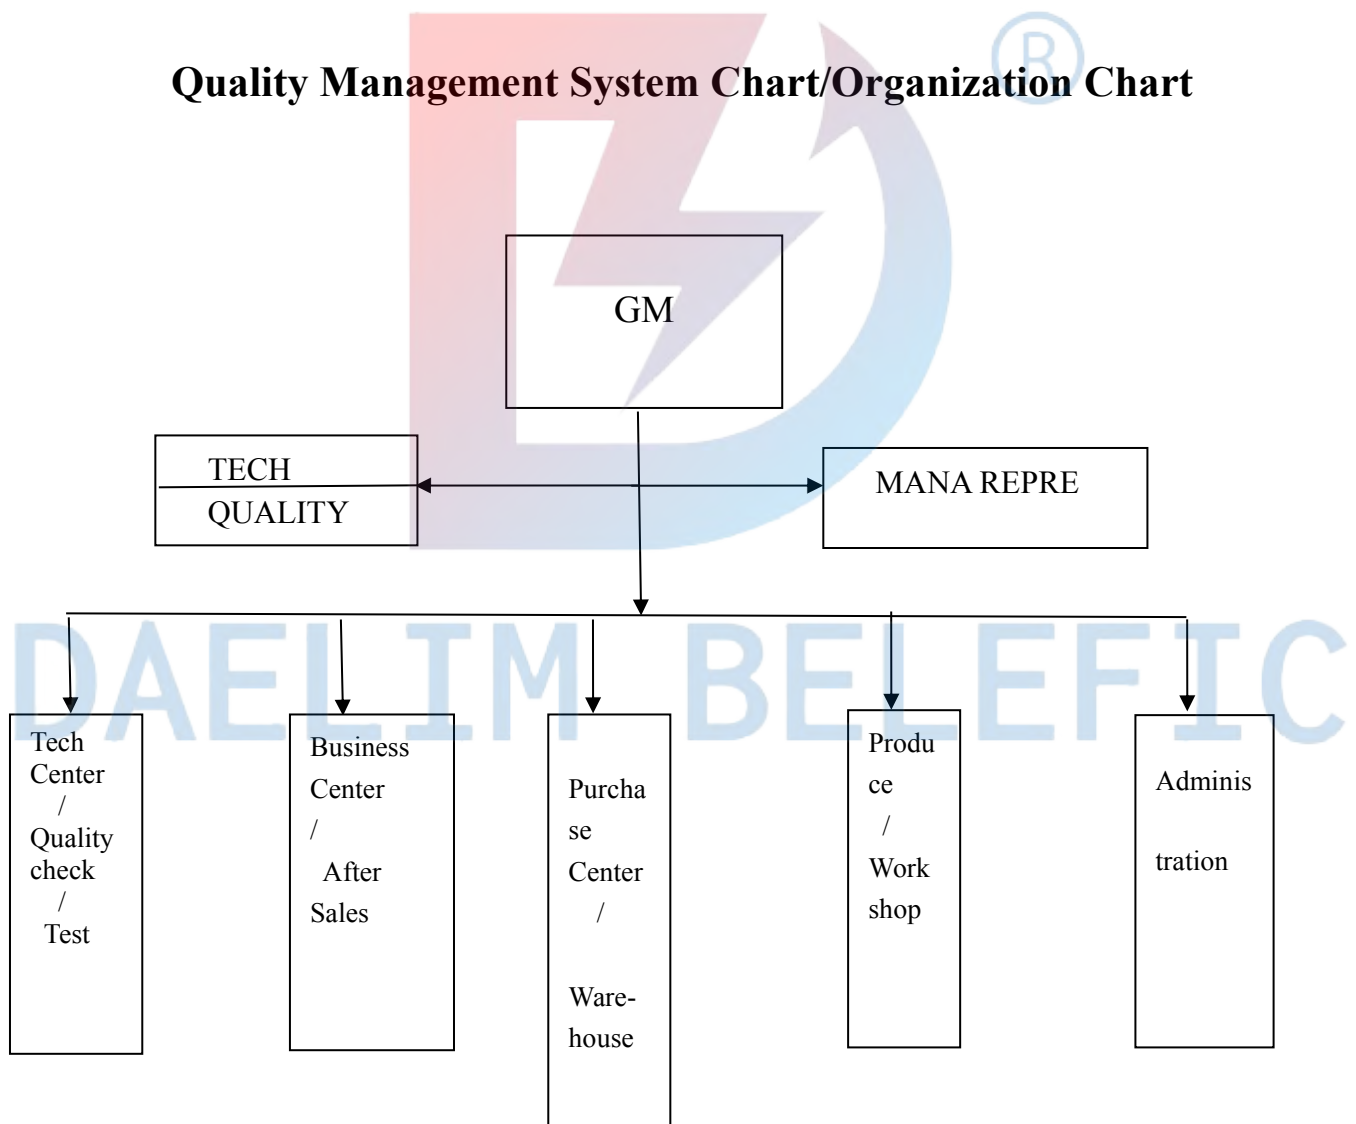 ®
Quality Management System Chart/Organization Chart
GM
TECH
QUALITY
MANA REPRE
DAELIM BELEFIC
Tech
Center
/
Quality
check
/
Test
Business
Center
/
After
Sales
Purcha
se
Center
/
Ware-
house
Produ
ce
/
Work
shop
Adminis
tration